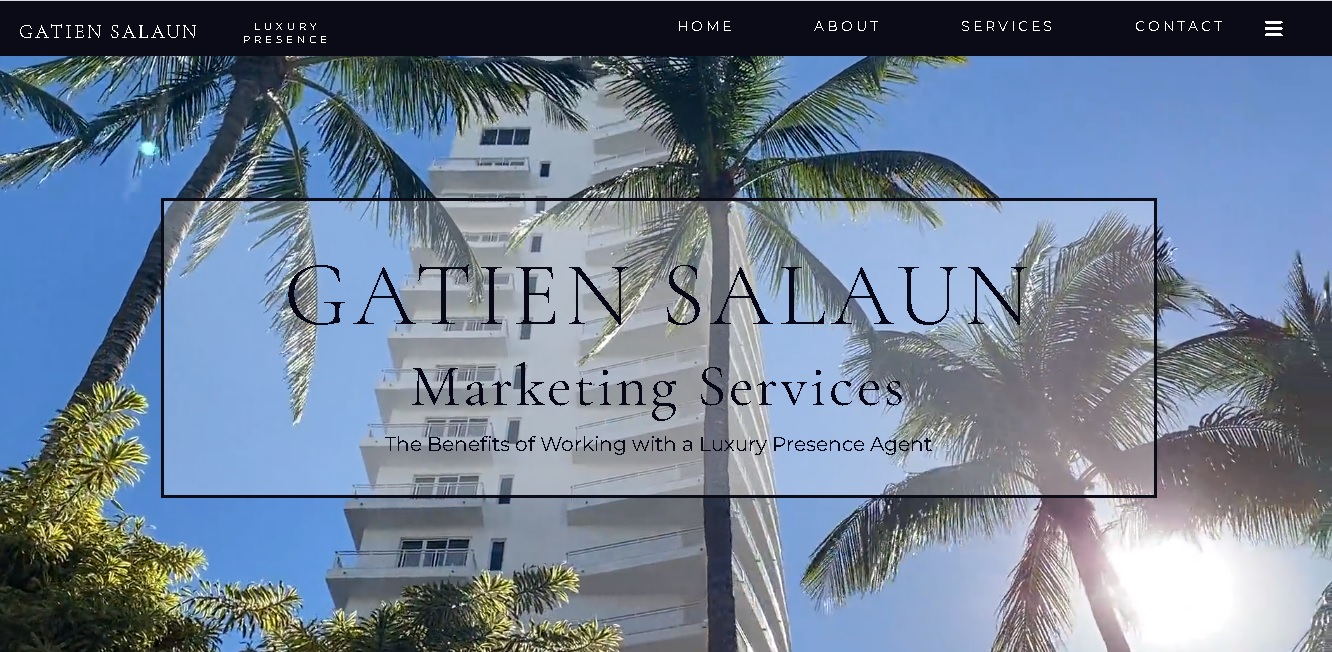 GATIEN SALAUN
LUXURY
PRESENCE
HOME ABOUT SERVICES CONTACT
GATIEN SALAUN
Marketing Services
The Benefits of Working with a Luxury Presence Agent